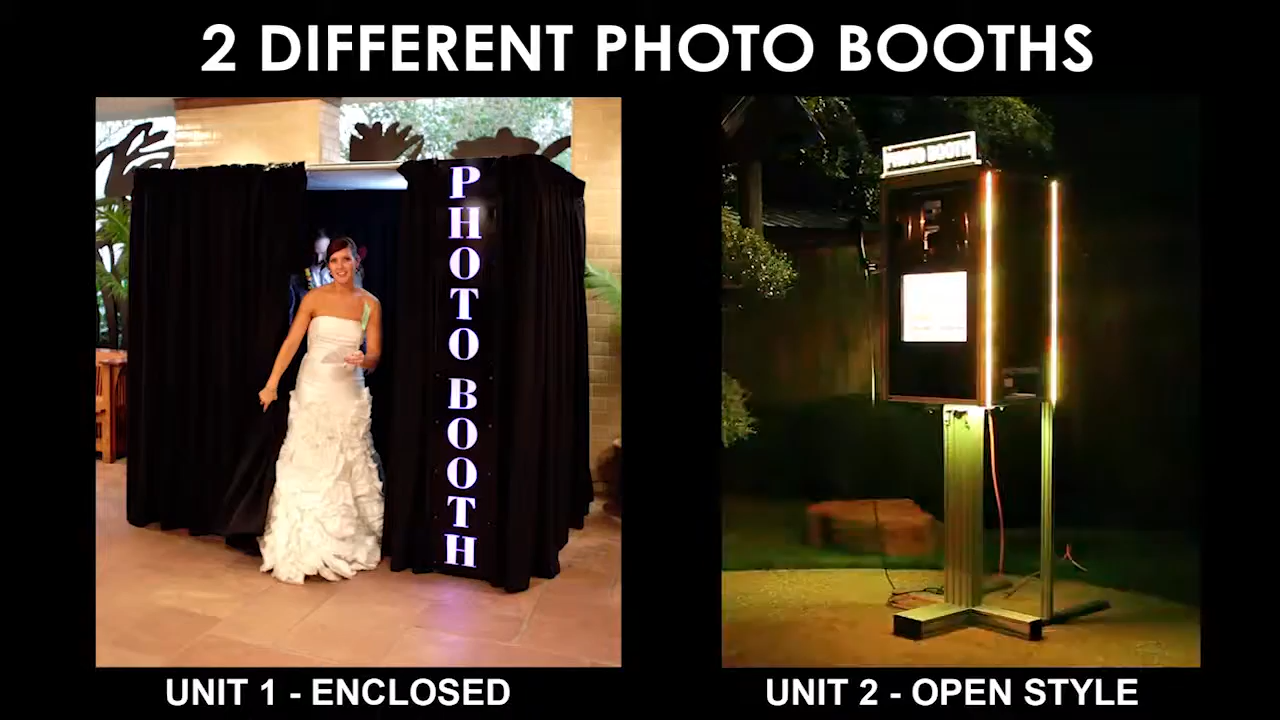 2 DIFFERENT PHOTO BOOTHS
PHOTO BOOTH
PHOTO BOOTH
UNIT 1 - ENCLOSED
UNIT 2 - OPEN STYLE